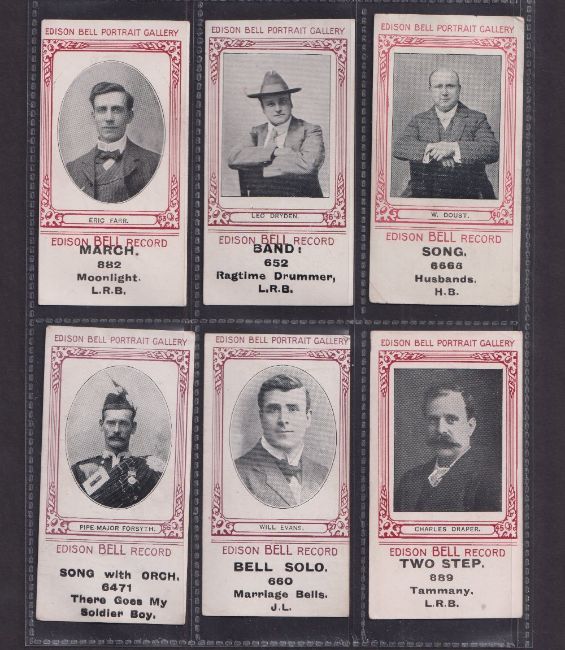 EDISON BELL PORTRAIT GALLERY
ERIC FARR.
EDISON BELL RECORD
MARCH.
882
Moonlight.
L.R.B.
EDISON BELL PORTRAIT GALLERY
LEO DRYDEN.
EDISON BELL RECORD
BAND:
652
Ragtime Drummer,
L.R.B.
EDISON BELL PORTRAIT GALLERY
W. DOUST.
EDISON BELL RECORD
SONG.
6666
Husbands.
H.B.
EDISON BELL PORTRAIT GALLERY
PIPE-MAJOR FORSYTH.
EDISON BELL RECORD
SONG with ORCH.
6471
There Goes My
Soldier Boy.
EDISON BELL PORTRAIT GALLERY
WILL EVANS.
EDISON BELL RECORD
BELL SOLO.
660
Marriage Bells.
J.L.
EDISON BELL PORTRAIT GALLERY
CHARLES DRAPER.
EDISON BELL RECORD
TWO STEP.
889
Tammany.
L.R.B.